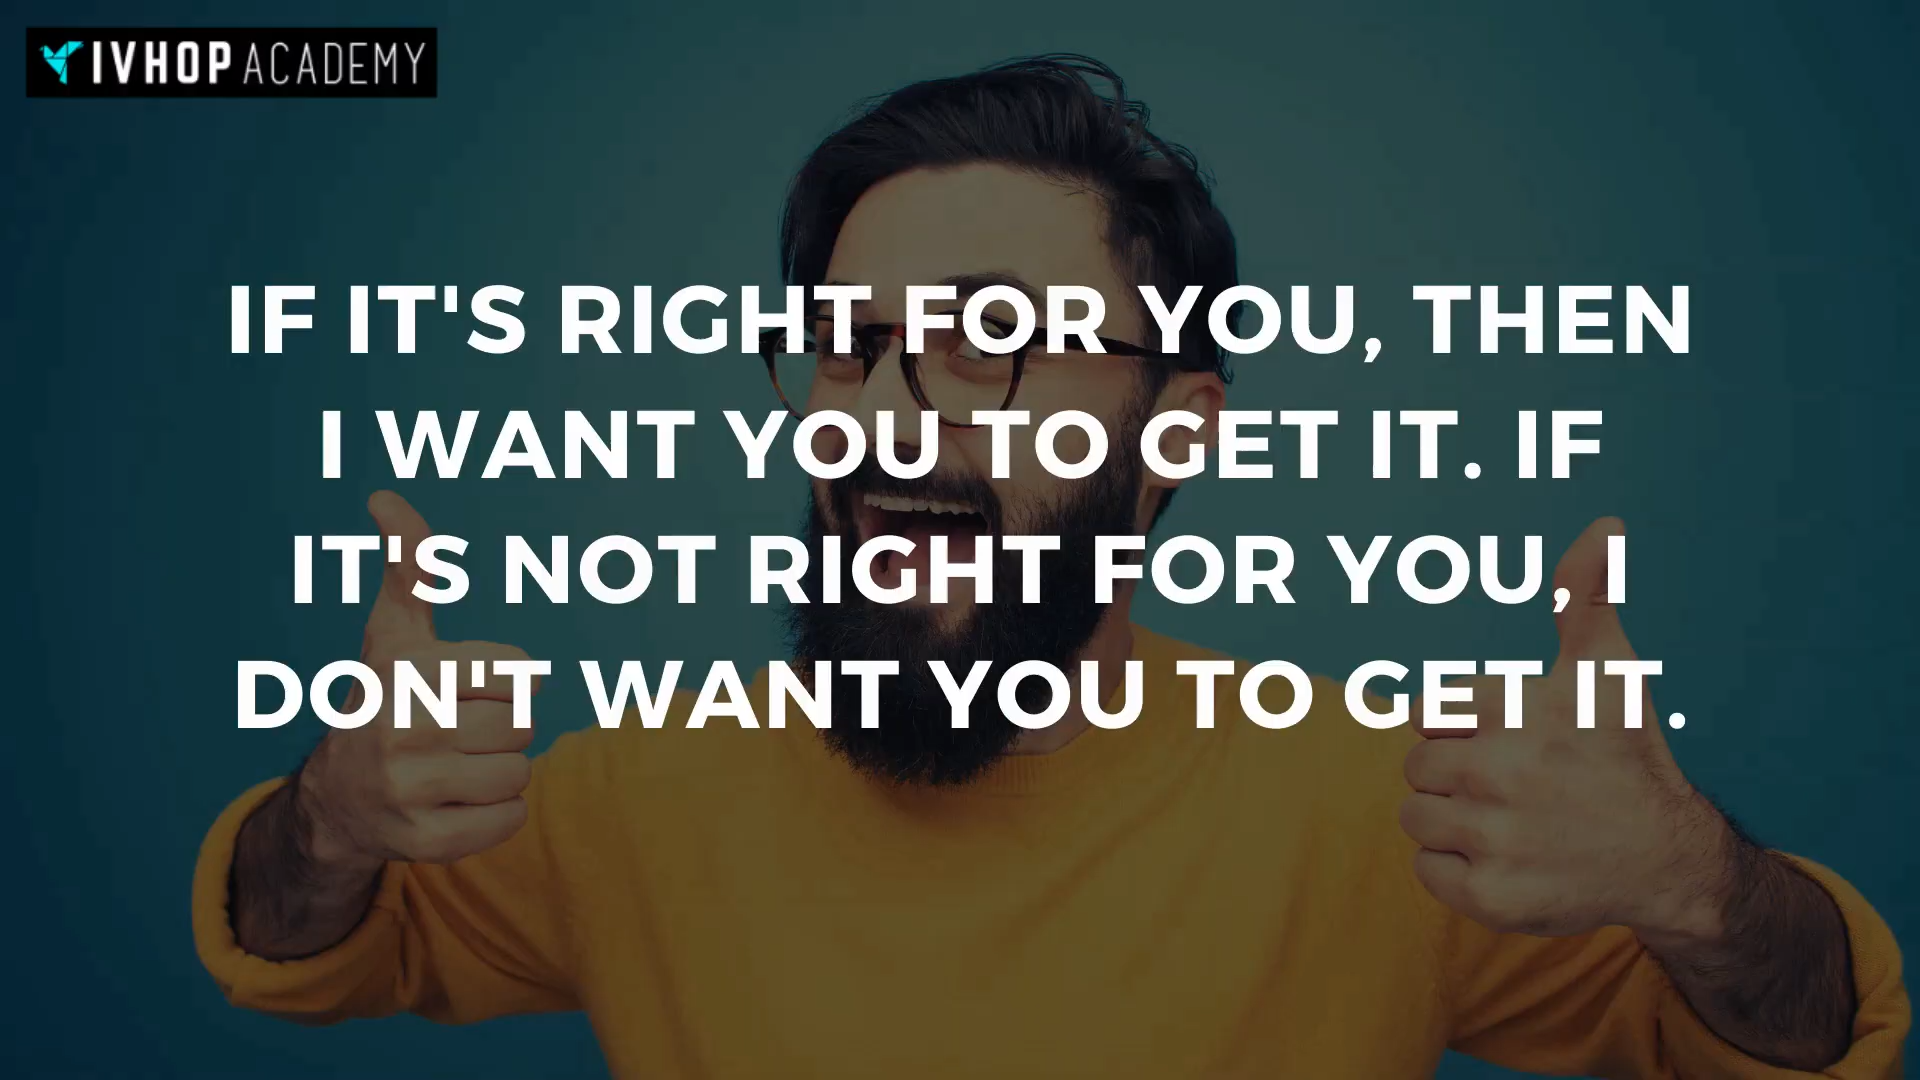 IVHOP ACADEMY
IF IT'S RIGHT FOR YOU, THEN
I WANT YOU TO GET IT. IF
IT'S NOT RIGHT FOR YOU, I
DON'T WANT YOU TO GET IT.